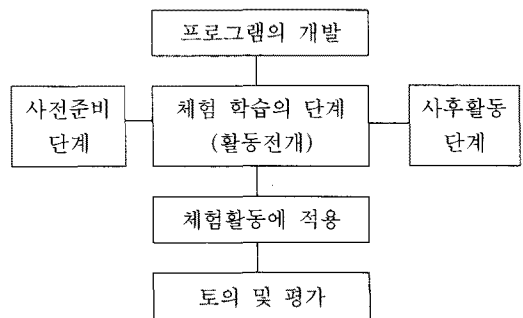 프로그램의 개발
사전준비
단계
체험 학습의 단계
(활동전개)
사후활동
단계
체험활동에 적용
토의 및 평가